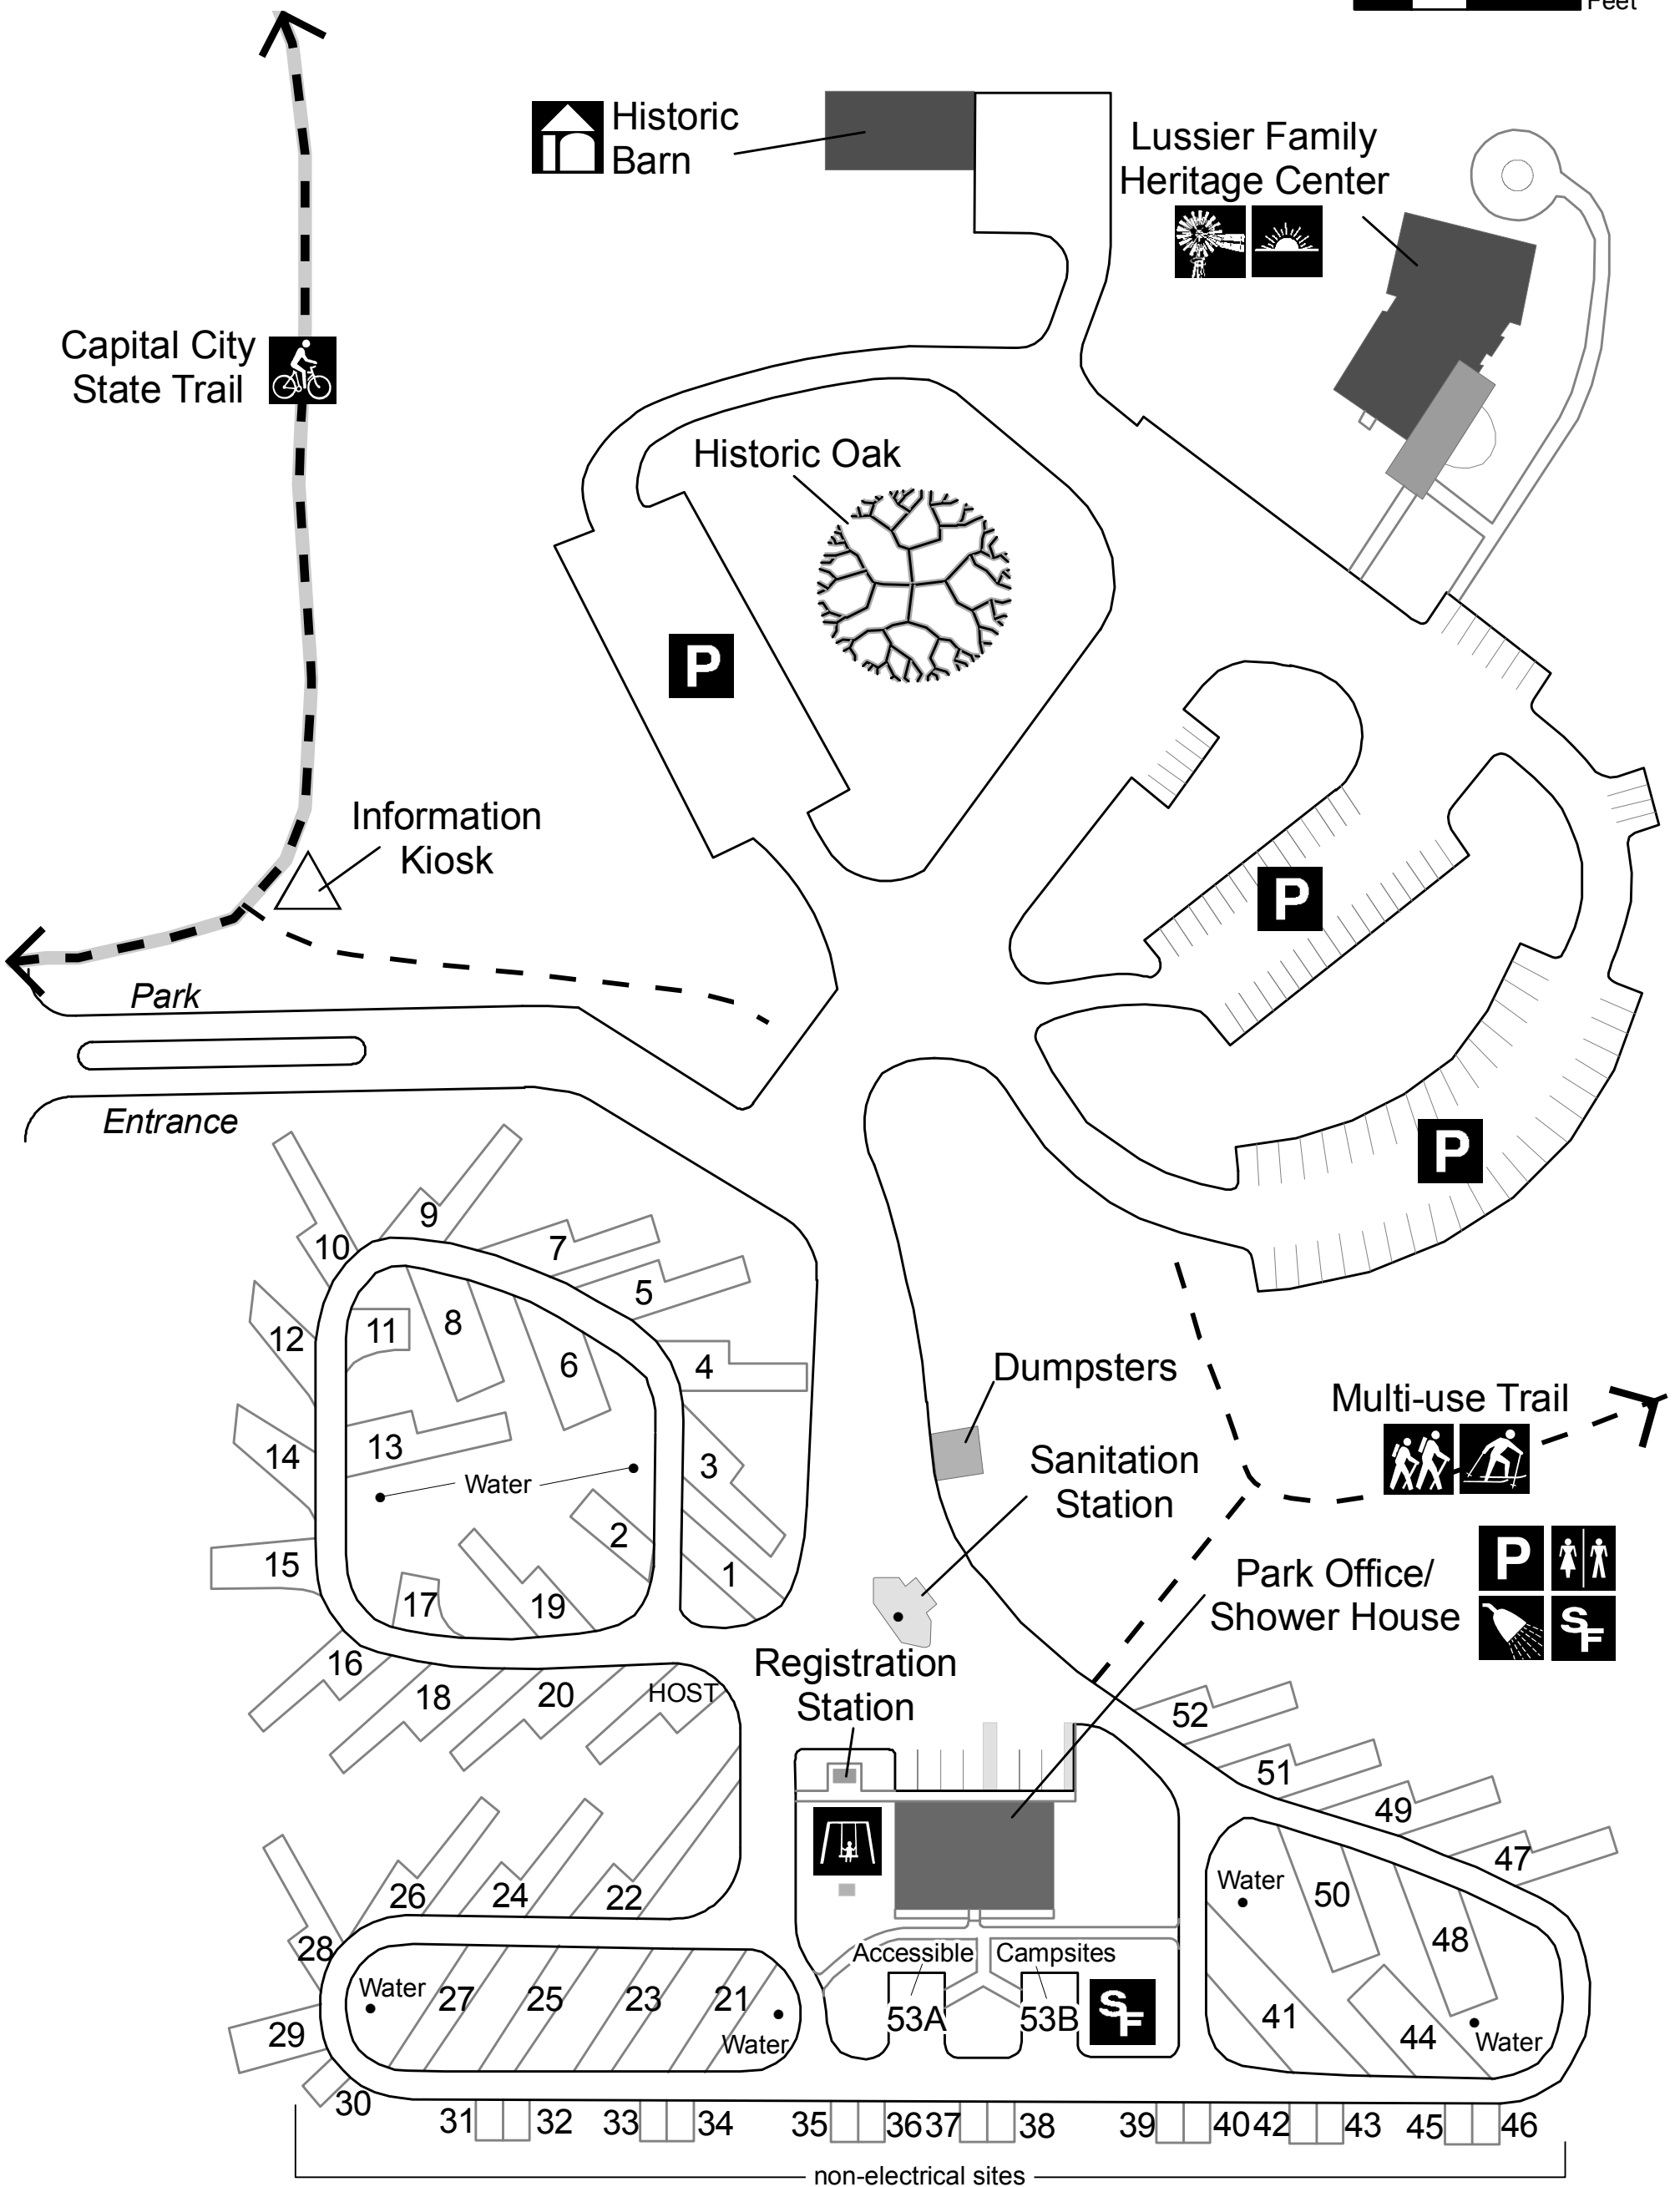 Feet
Historic
Barn
Lussier Family
Heritage Center
Capital City
State Trail
Historic Oak
P
Information
Kiosk
P
Park
Entrance
P
9
10
7
5
12
11
8
6
4
Dumpsters
Multi-use Trail
13
14
3
Sanitation
Station
Water
2
15
1
Park Office/
Shower House
P
SF
17
19
16
18
20
HOST
Registration
Station
52
51
49
47
26
24
22
Water
50
28
48
Accessible
Campsites
Water
27
25
23
21
53A
53B
SF
41
44
Water
29
Water
30
31
32
33
34
35
36
37
38
39
40
42
43
45
46
non-electrical sites